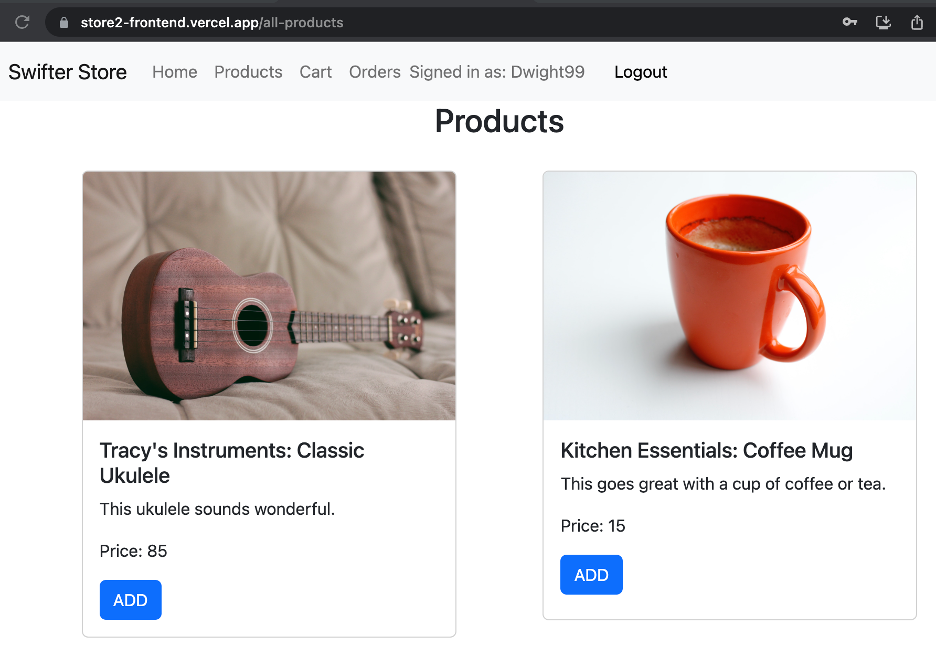 store2-frontend.vercel.app/all-products
Swifter Store Home Products Cart Orders Signed in as: Dwight99 Logout
Products
Tracy's Instruments: Classic
Ukulele
This ukulele sounds wonderful.
Price: 85
ADD
Kitchen Essentials: Coffee Mug
This goes great with a cup of coffee or tea.
Price: 15
ADD